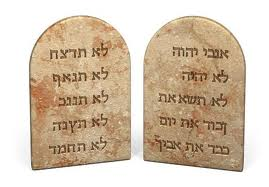 אנכי יהוה
לא יהיה
לא תשא את
זכור את יום
כבד את אביך
לא תרצח
לא תנאף
לא תגנב
לא תענה
לא תחמד